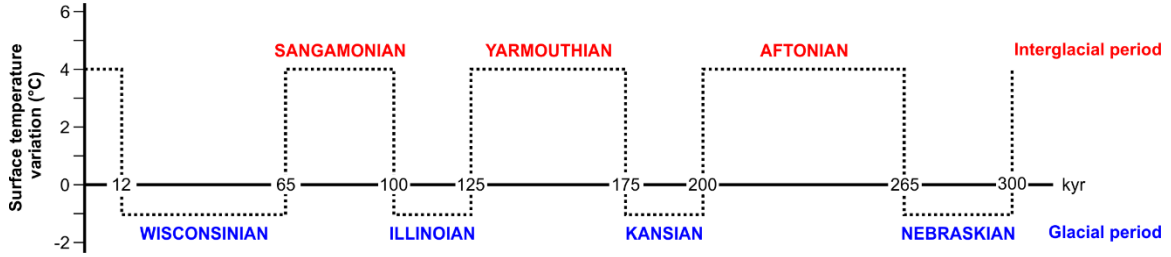 6
SANGAMONIAN YARMOUTHIAN AFTONIAN Interglacial period
4
2
0 12 65 100 125 175 200 265 300 kyr
WISCONSINIAN ILLINOIAN KANSIAN NEBRASKIAN Glacial period
-2
Surface temperature
variation (°C)